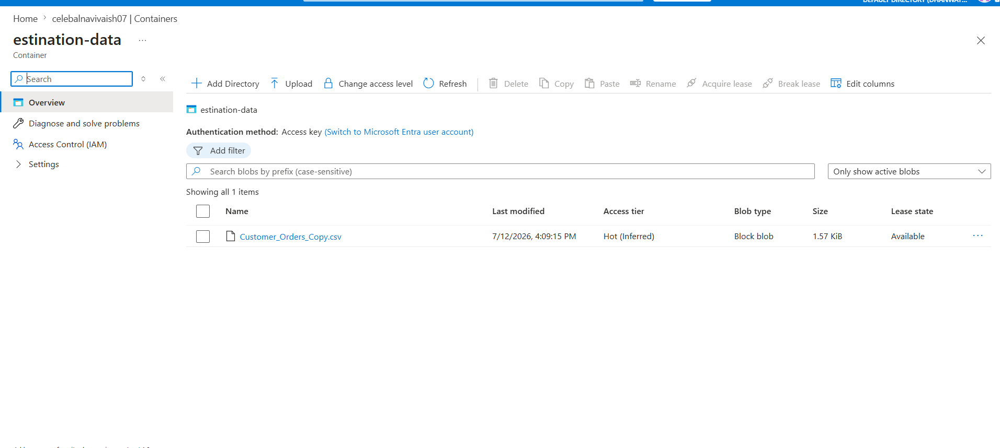 DEFAULT DIRECTORY (DHANWAT...
Home > celebalnavivaish07 | Containers
estination-data ...
Container
Search
Overview
Diagnose and solve problems
Access Control (IAM)
Settings
Add Directory Upload Change access level Refresh Delete Copy Paste Rename Acquire lease Break lease Edit columns
estination-data
Authentication method: Access key (Switch to Microsoft Entra user account)
Add filter
Search blobs by prefix (case-sensitive) Only show active blobs
Showing all 1 items
Name Last modified Access tier Blob type Size Lease state
Customer_Orders_Copy.csv 7/12/2026, 4:09:15 PM Hot (Inferred) Block blob 1.57 KiB Available ...